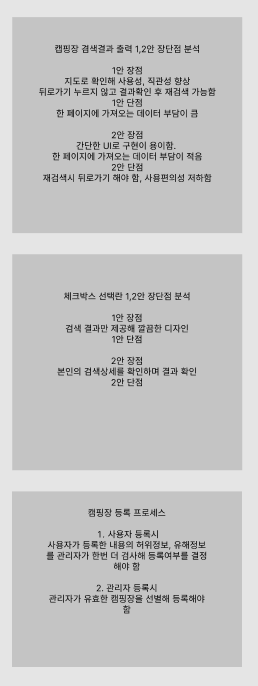 캠핑장 검색결과 출력 1,2안 장단점 분석
1안 장점
지도로 확인해 사용성, 직관성 향상
뒤로가기 누르지 않고 결과확인 후 재검색 가능함
1안 단점
한 페이지에 가져오는 데이터 부담이 큼
2안 장점
간단한 UI로 구현이 용이함.
한 페이지에 가져오는 데이터 부담이 적음
2안 단점
재검색시 뒤로가기 해야 함, 사용편의성 저하함
체크박스 선택란 1,2안 장단점 분석
1안 장점
검색 결과만 제공해 깔끔한 디자인
1안 단점
2안 장점
본인의 검색상세를 확인하며 결과 확인
2안 단점
캠핑장 등록 프로세스
1. 사용자 등록시
사용자가 등록한 내용의 허위정보, 유해정보
를 관리자가 한번 더 검사해 등록여부를 결정
해야 함
2. 관리자 등록시
관리자가 유효한 캠핑장을 선별해 등록해야
함